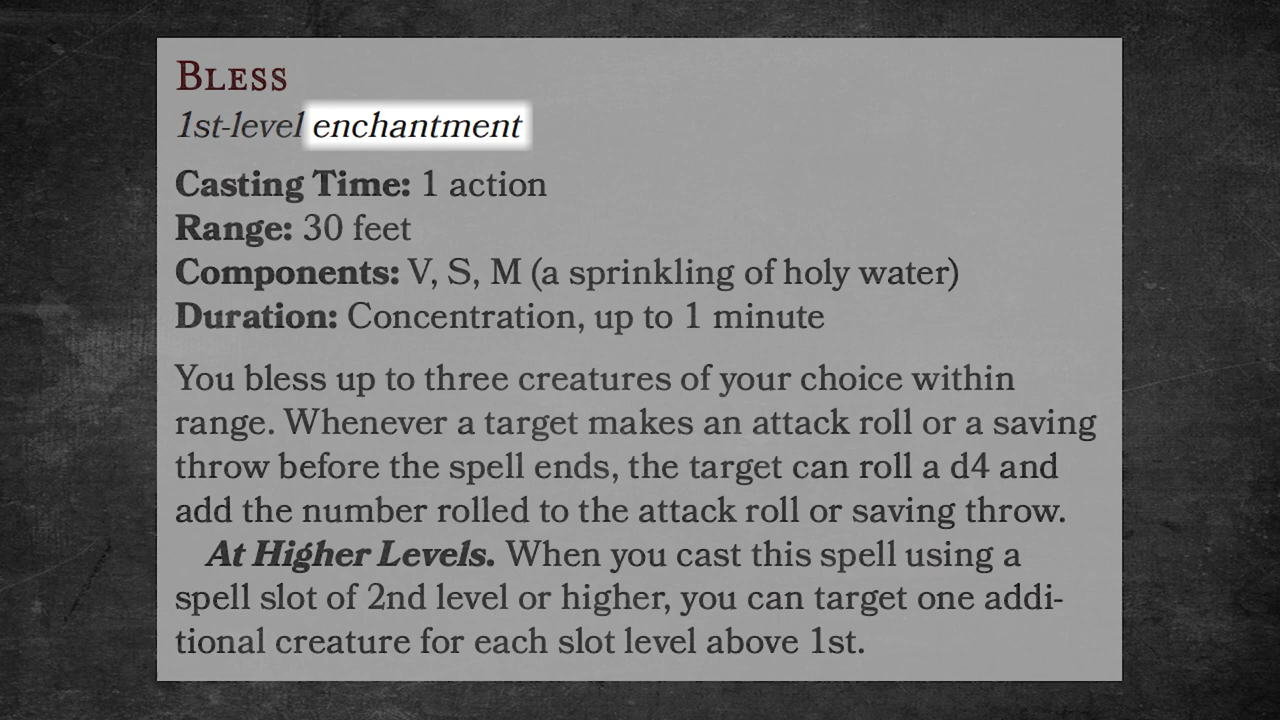 Bless
1st-level enchantment
Casting Time: 1 action
Range: 30 feet
Components: V, S, M (a sprinkling of holy water)
Duration: Concentration, up to 1 minute
You bless up to three creatures of your choice within
range. Whenever a target makes an attack roll or a saving
throw before the spell ends, the target can roll a d4 and
add the number rolled to the attack roll or saving throw.
At Higher Levels. When you cast this spell using a
spell slot of 2nd level or higher, you can target one addi-
tional creature for each slot level above 1st.